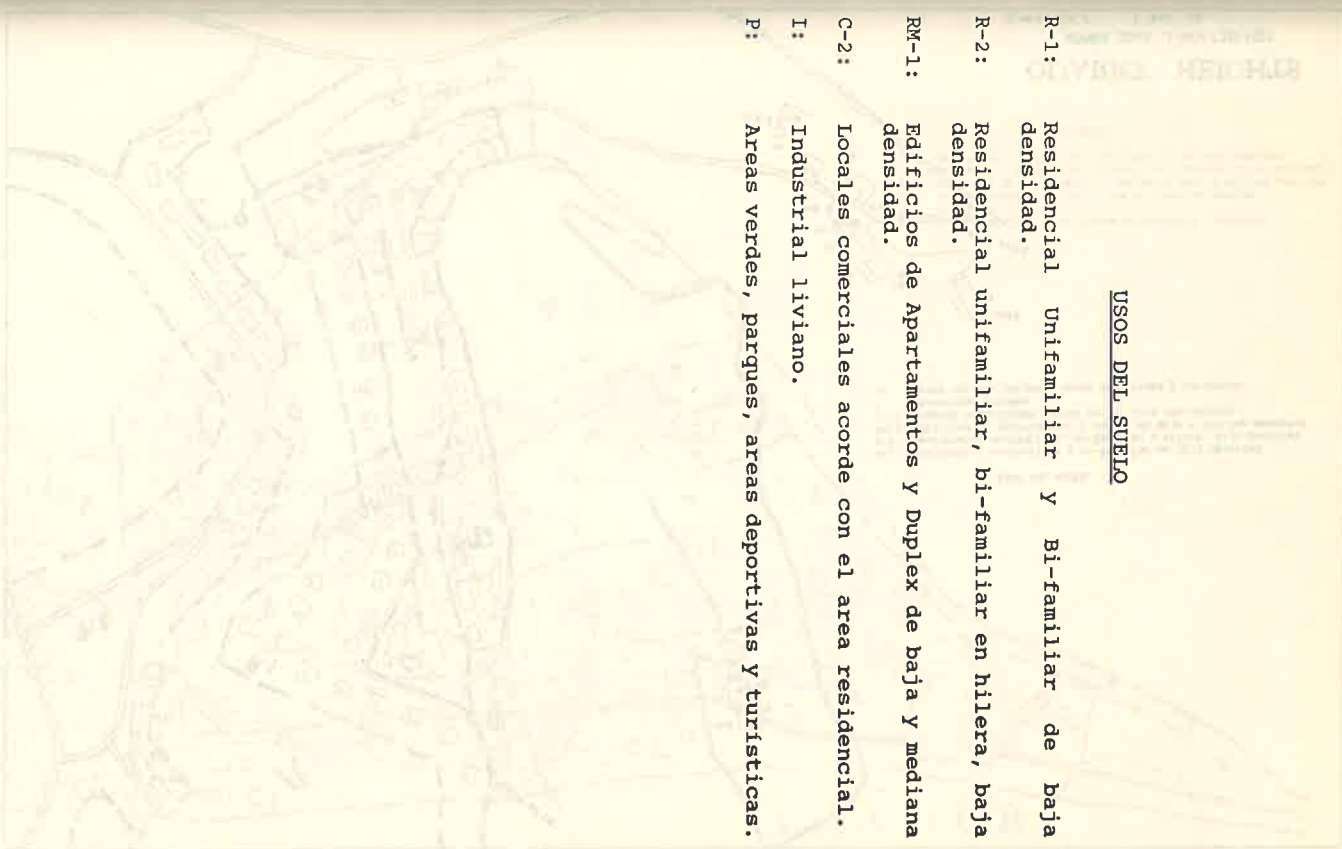 USOS DEL SUELO
R-1: Residencial Unifamiliar y Bi-familiar de baja
densidad.
R-2: Residencial unifamiliar, bi-familiar en hilera, baja
densidad.
RM-1: Edificios de Apartamentos y Duplex de baja y mediana
densidad.
C-2: Locales comerciales acorde con el area residencial.
I: Industrial liviano.
P: Areas verdes, parques, areas deportivas y turísticas.